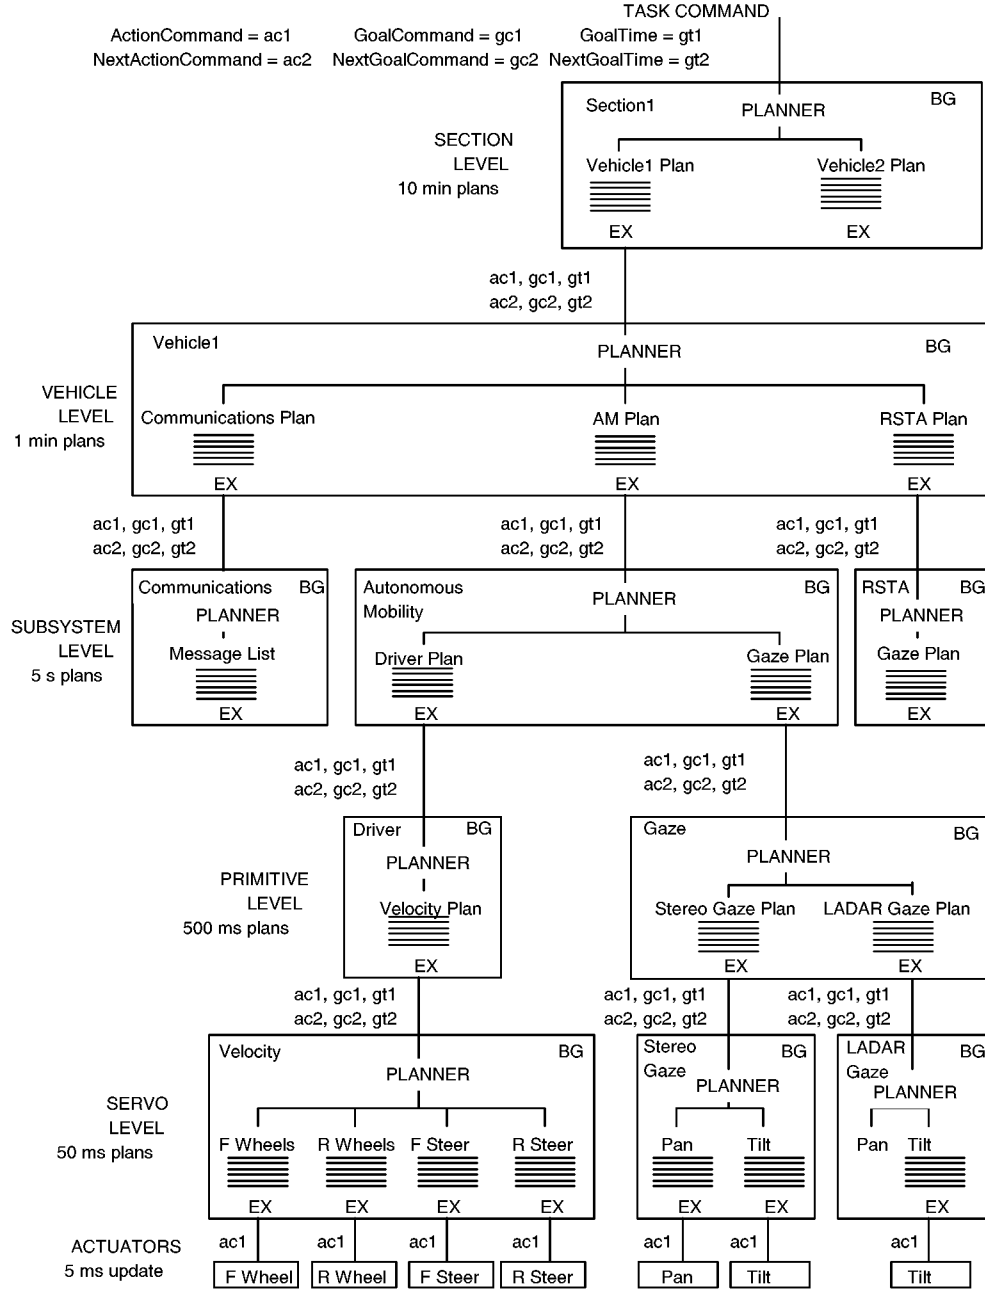 TASK COMMAND
ActionCommand = ac1 GoalCommand = gc1 GoalTime = gt1
NextActionCommand = ac2 NextGoalCommand = gc2 NextGoalTime = gt2
Section1 PLANNER BG
SECTION
LEVEL
10 min plans
Vehicle1 Plan Vehicle2 Plan
EX EX
ac1, gc1, gt1
ac2, gc2, gt2
Vehicle1 PLANNER BG
VEHICLE
LEVEL
1 min plans
Communications Plan AM Plan RSTA Plan
EX EX EX
ac1, gc1, gt1 ac1, gc1, gt1 ac1, gc1, gt1
ac2, gc2, gt2 ac2, gc2, gt2 ac2, gc2, gt2
SUBSYSTEM
LEVEL
5 s plans
Communications BG
PLANNER
Message List
EX
Autonomous
Mobility
PLANNER BG
Driver Plan Gaze Plan
EX EX
RSTA BG
PLANNER
Gaze Plan
EX
ac1, gc1, gt1 ac1, gc1, gt1
ac2, gc2, gt2 ac2, gc2, gt2
PRIMITIVE
LEVEL
500 ms plans
Driver BG
PLANNER
Velocity Plan
EX
Gaze BG
PLANNER
Stereo Gaze Plan LADAR Gaze Plan
EX EX
ac1, gc1, gt1 ac1, gc1, gt1 ac1, gc1, gt1
ac2, gc2, gt2 ac2, gc2, gt2 ac2, gc2, gt2
SERVO
LEVEL
50 ms plans
Velocity BG
PLANNER
F Wheels R Wheels F Steer R Steer
EX EX EX EX
Stereo
Gaze
BG
PLANNER
Pan Tilt
EX EX
LADAR
Gaze
BG
PLANNER
Pan Tilt
EX
ACTUATORS
5 ms update
ac1 ac1 ac1 ac1 ac1 ac1 ac1
F Wheel R Wheel F Steer R Steer Pan Tilt Tilt